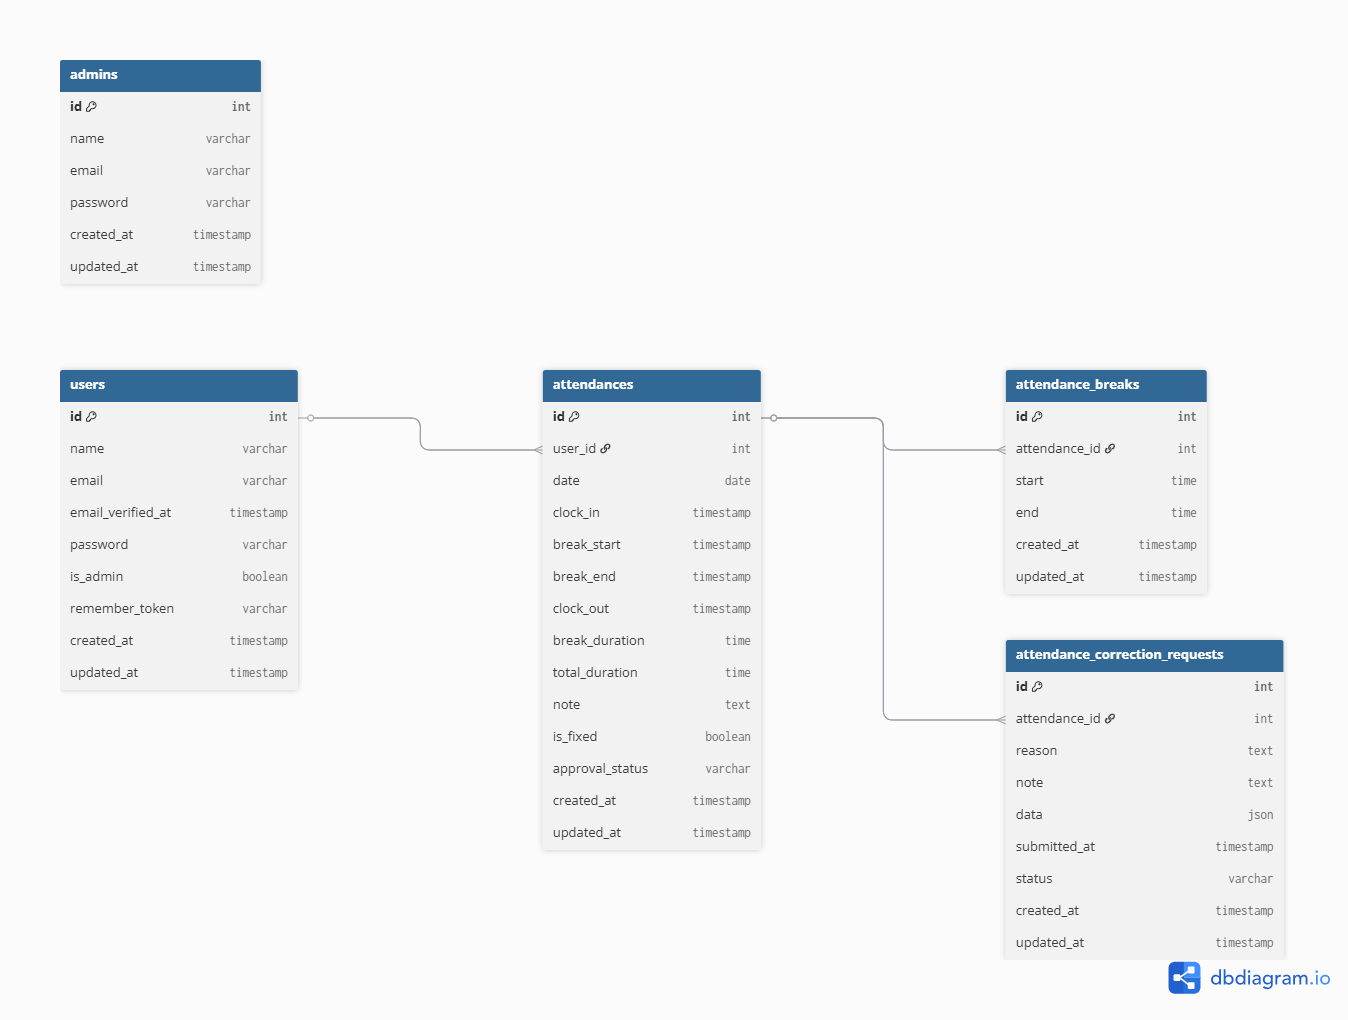 admins
id int
name varchar
email varchar
password varchar
created_at timestamp
updated_at timestamp
users
id int
name varchar
email varchar
email_verified_at timestamp
password varchar
is_admin boolean
remember_token varchar
created_at timestamp
updated_at timestamp
attendances
id int
user_id int
date date
clock_in timestamp
break_start timestamp
break_end timestamp
clock_out timestamp
break_duration time
total_duration time
note text
is_fixed boolean
approval_status varchar
created_at timestamp
updated_at timestamp
attendance_breaks
id int
attendance_id int
start time
end time
created_at timestamp
updated_at timestamp
attendance_correction_requests
id int
attendance_id int
reason text
note text
data json
submitted_at timestamp
status varchar
created_at timestamp
updated_at timestamp
dbdiagram.io